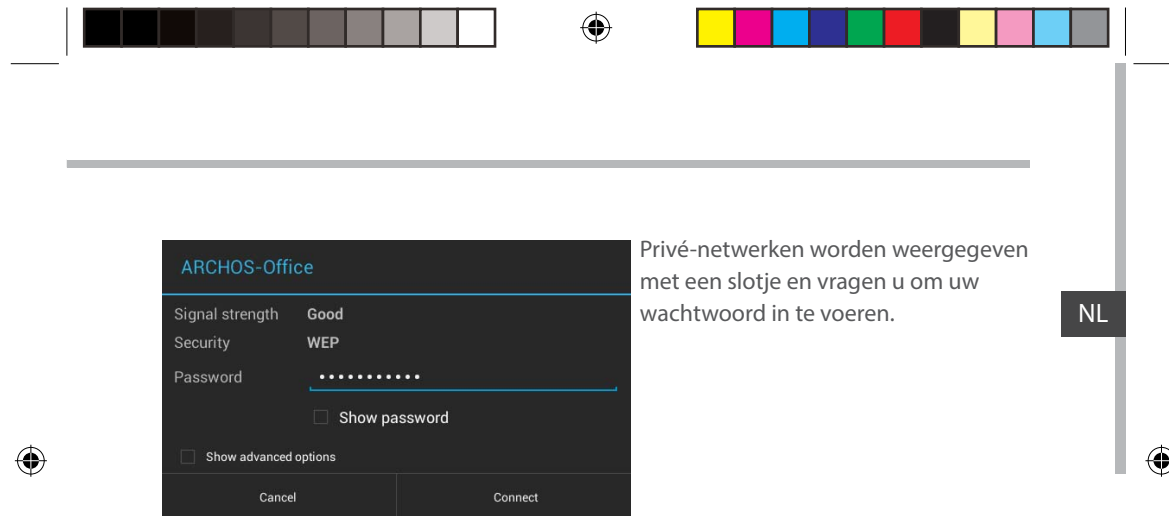 ARCHOS-Office
Signal strength Good
Security WEP
Password •••••••••••
Show password
Show advanced options
Cancel Connect
Privé-netwerken worden weergegeven
met een slotje en vragen u om uw
wachtwoord in te voeren.
NL